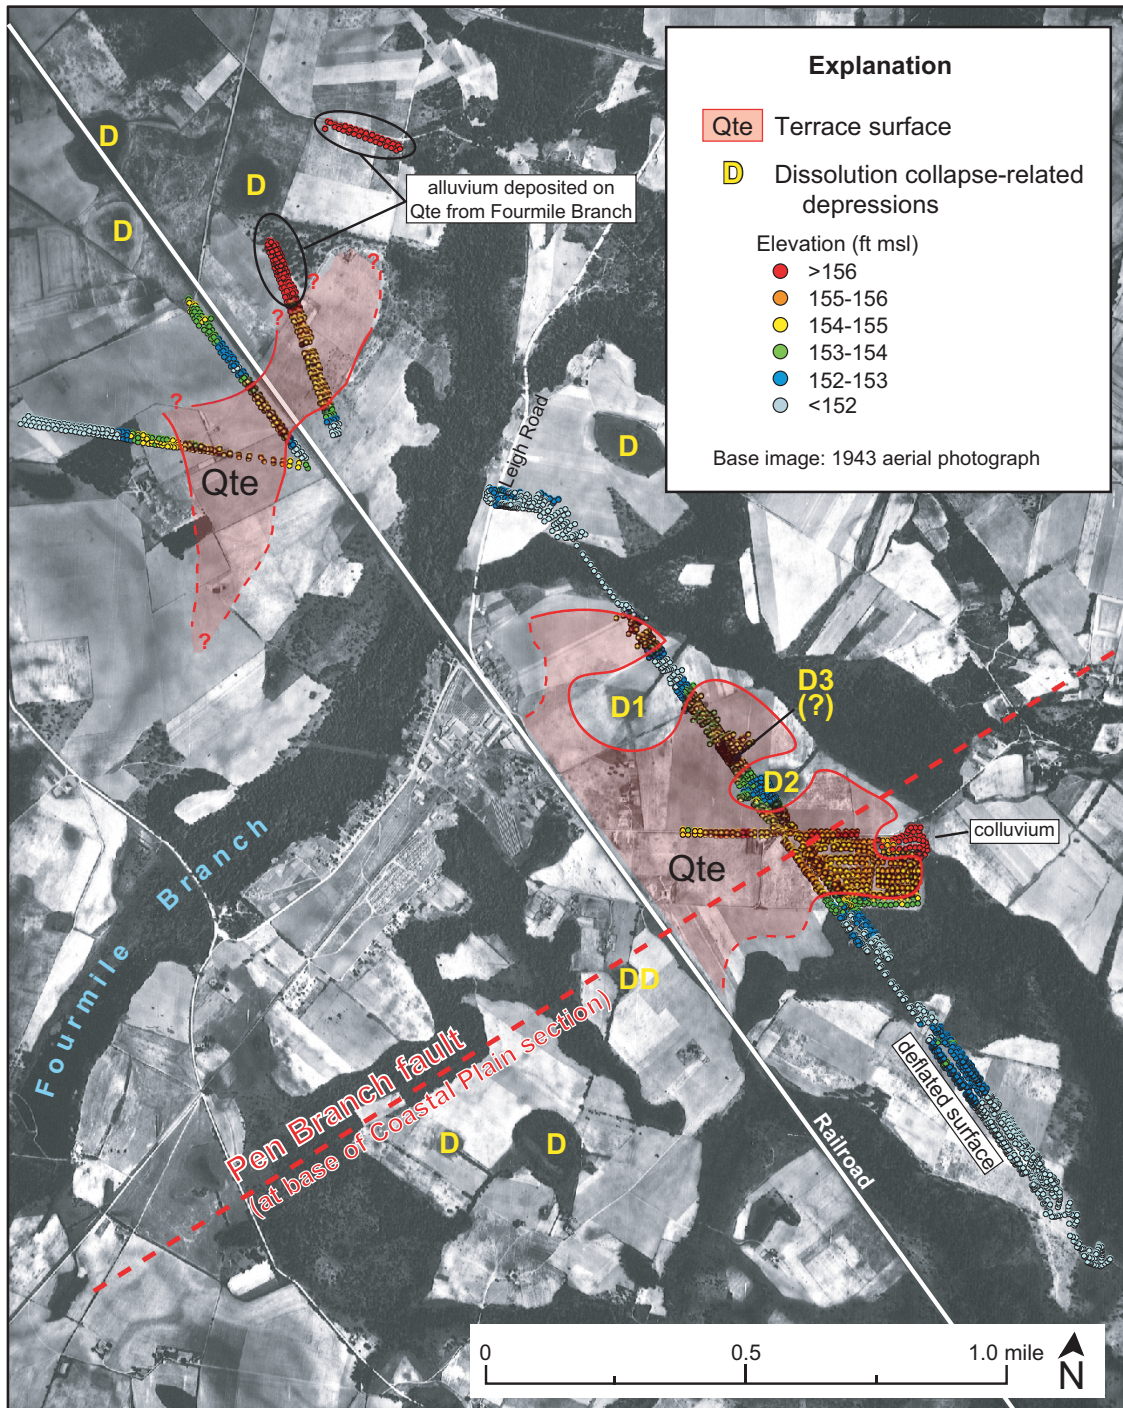 Explanation
Qte Terrace surface
D Dissolution collapse-related
depressions
Elevation (ft msl)
>156
155-156
154-155
153-154
152-153
<152
Base image: 1943 aerial photograph
D
D
D
alluvium deposited on
Qte from Fourmile Branch
?
?
?
?
Qte
?
Leigh Road
D
D1
D3
(?)
D2
colluvium
Qte
Fourmile Branch
DD
Pen Branch fault
(at base of Coastal Plain section)
D
D
deflated surface
Railroad
0 0.5 1.0 mile
N